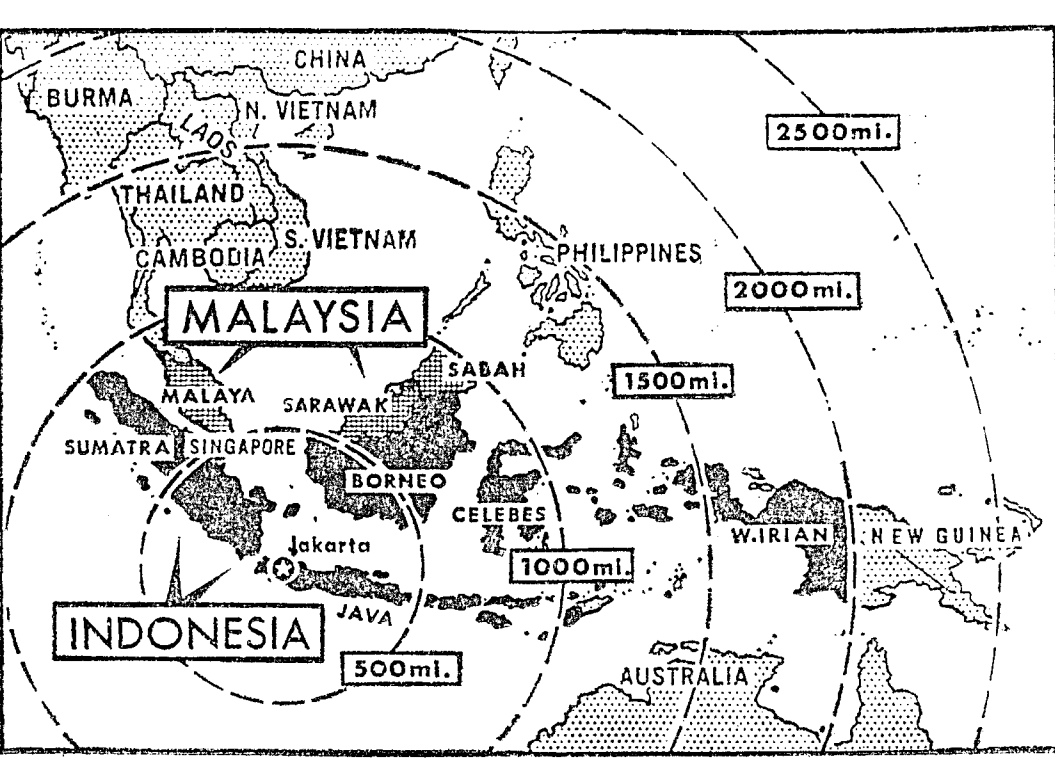 CHINA
BURMA
N. VIETNAM
LAOS
2500mi.
THAILAND
S. VIETNAM
CAMBODIA
PHILIPPINES
2000mi.
MALAYSIA
SABAH
1500mi.
MALAYA
SARAWAK
SUMATRA
SINGAPORE
BORNEO
CELEBES
W.IRIAN
NEW GUINEA
Jakarta
1000mi.
JAVA
INDONESIA
500mi.
AUSTRALIA